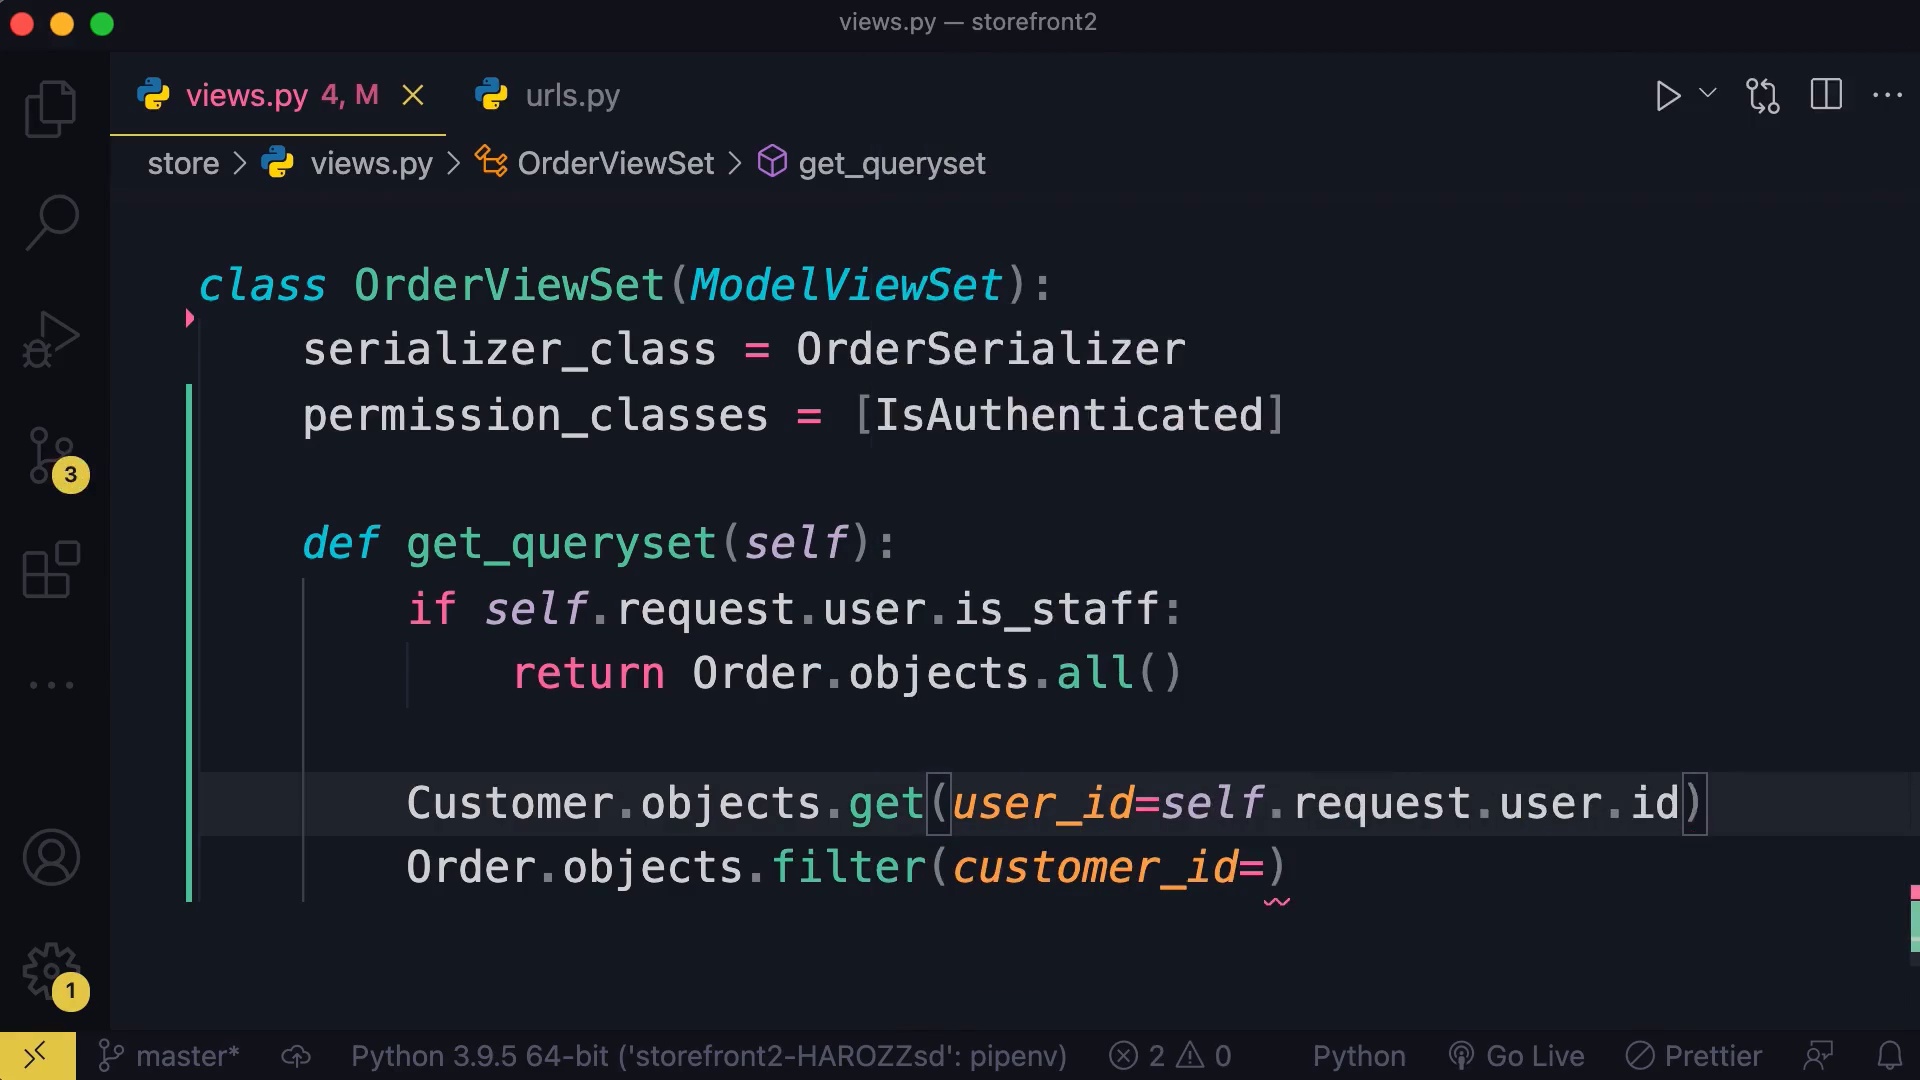 views.py — storefront2
views.py 4, M
urls.py
store > views.py > OrderViewSet > get_queryset
class OrderViewSet(ModelViewSet):
serializer_class = OrderSerializer
permission_classes = [IsAuthenticated]
def get_queryset(self):
if self.request.user.is_staff:
return Order.objects.all()
Customer.objects.get(user_id=self.request.user.id)
Order.objects.filter(customer_id=)
3
1
master* Python 3.9.5 64-bit ('storefront2-HAROZZsd': pipenv) 2 0 Python Go Live Prettier